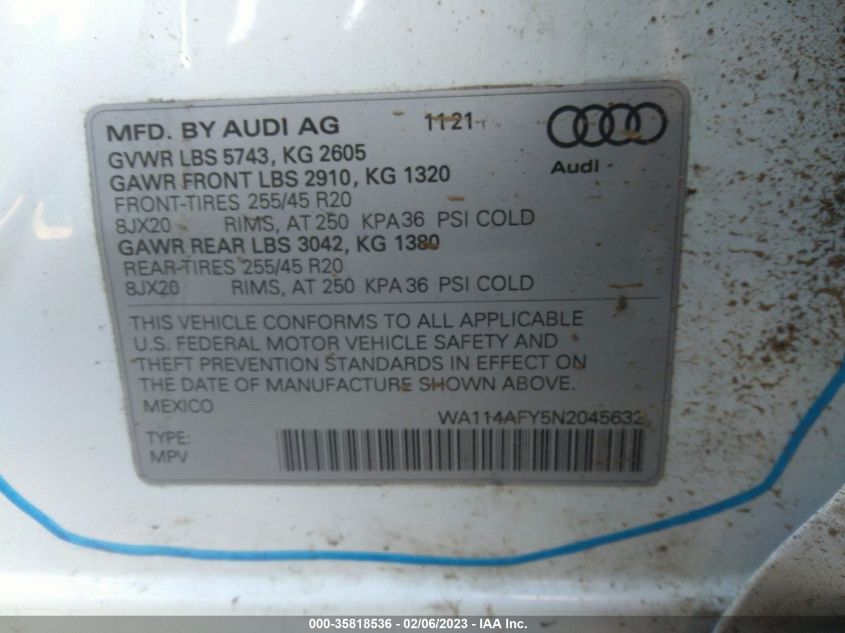 MFD. BY AUDI AG 11 21
Audi
GVWR LBS 5743, KG 2605
GAWR FRONT LBS 2910, KG 1320
FRONT-TIRES 255/45 R20
8JX20 RIMS, AT 250 KPA 36 PSI COLD
GAWR REAR LBS 3042, KG 1380
REAR-TIRES 255/45 R20
8JX20 RIMS, AT 250 KPA 36 PSI COLD
THIS VEHICLE CONFORMS TO ALL APPLICABLE
U.S. FEDERAL MOTOR VEHICLE SAFETY AND
THEFT PREVENTION STANDARDS IN EFFECT ON
THE DATE OF MANUFACTURE SHOWN ABOVE.
MEXICO WA114AFY5N2045632
TYPE:
MPV
000-35818536 - 02/06/2023 - IAA Inc.